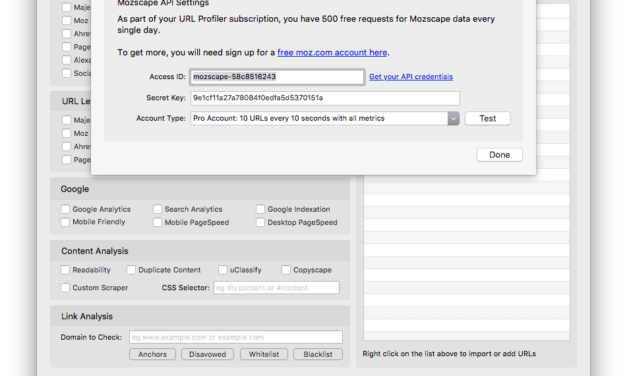 Mozscape API Settings
As part of your URL Profiler subscription, you have 500 free requests for Mozscape data every
single day.
To get more, you will need sign up for a free moz.com account here.
Access ID: mozscape-58c8516243 Get your API credentials
Secret Key: 9e1cf11a27a78084f0edfa5d5370151a
Account Type: Pro Account: 10 URLs every 10 seconds with all metrics Test
Done
Maje
Moz
Ahre
Page
Alexa
Socia
URL Le
Maje
Moz
Ahre
Page
Google
Google Analytics Search Analytics Google Indexation
Mobile Friendly Mobile PageSpeed Desktop PageSpeed
Content Analysis
Readability Duplicate Content uClassify Copyscape
Custom Scraper CSS Selector: eg div.content or #content
Link Analysis
Domain to Check: eg www.example.com or example.com
Anchors Disavowed Whitelist Blacklist
Right click on the list above to import or add URLs